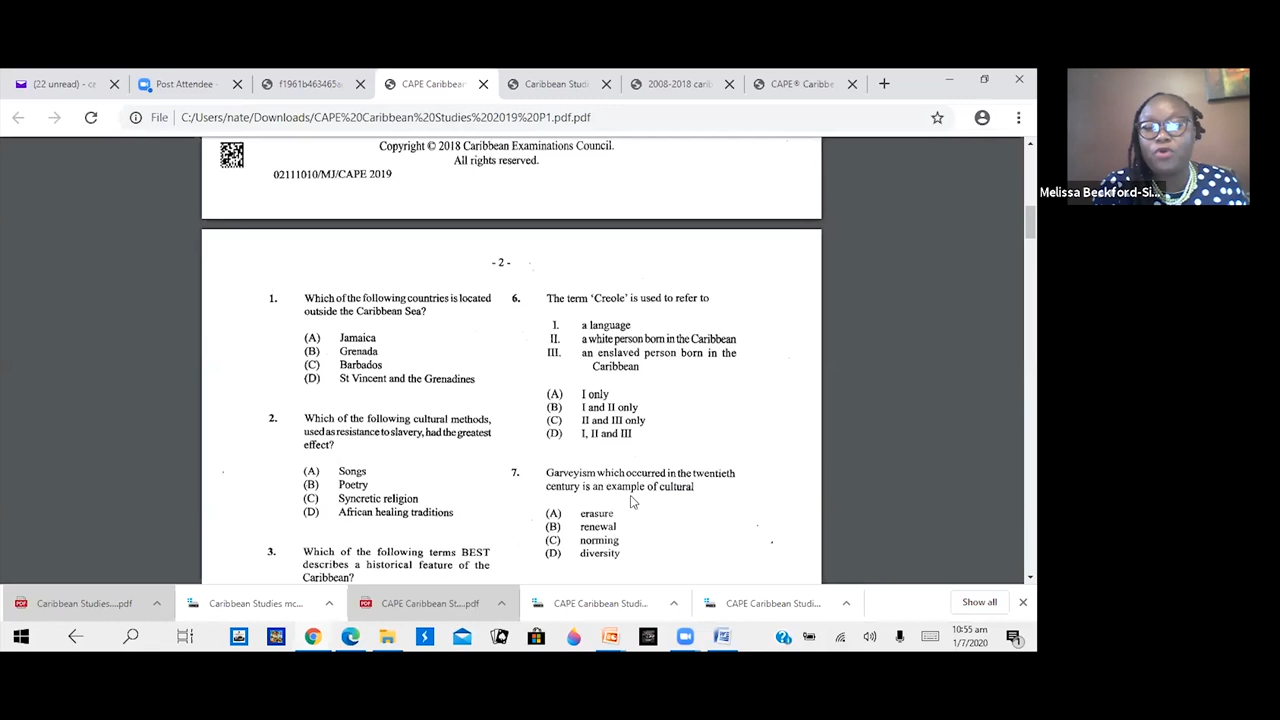 (22 unread) - c
Post Attendee -
f1961b463465
CAPE Caribbean
Caribbean Studi
2008-2018 cari
CAPE® Caribbe
File
C:/Users/nate/Downloads/CAPE%20Caribbean%20Studies%202019%20P1.pdf.pdf
Melissa Beckford-Si...
Copyright © 2018 Caribbean Examinations Council.
All rights reserved.
02111010/MJ/CAPE 2019
- 2 -
1. Which of the following countries is located
outside the Caribbean Sea?
(A) Jamaica
(B) Grenada
(C) Barbados
(D) St Vincent and the Grenadines
2. Which of the following cultural methods,
used as resistance to slavery, had the greatest
effect?
(A) Songs
(B) Poetry
(C) Syncretic religion
(D) African healing traditions
3. Which of the following terms BEST
describes a historical feature of the
Caribbean?
6. The term ‘Creole’ is used to refer to
I. a language
II. a white person born in the Caribbean
III. an enslaved person born in the
Caribbean
(A) I only
(B) I and II only
(C) II and III only
(D) I, II and III
7. Garveyism which occurred in the twentieth
century is an example of cultural
(A) erasure
(B) renewal
(C) norming
(D) diversity
Caribbean Studies....pdf
Caribbean Studies mc...
CAPE Caribbean St....pdf
CAPE Caribbean Studi...
CAPE Caribbean Studi...
Show all
10:55 am
1/7/2020